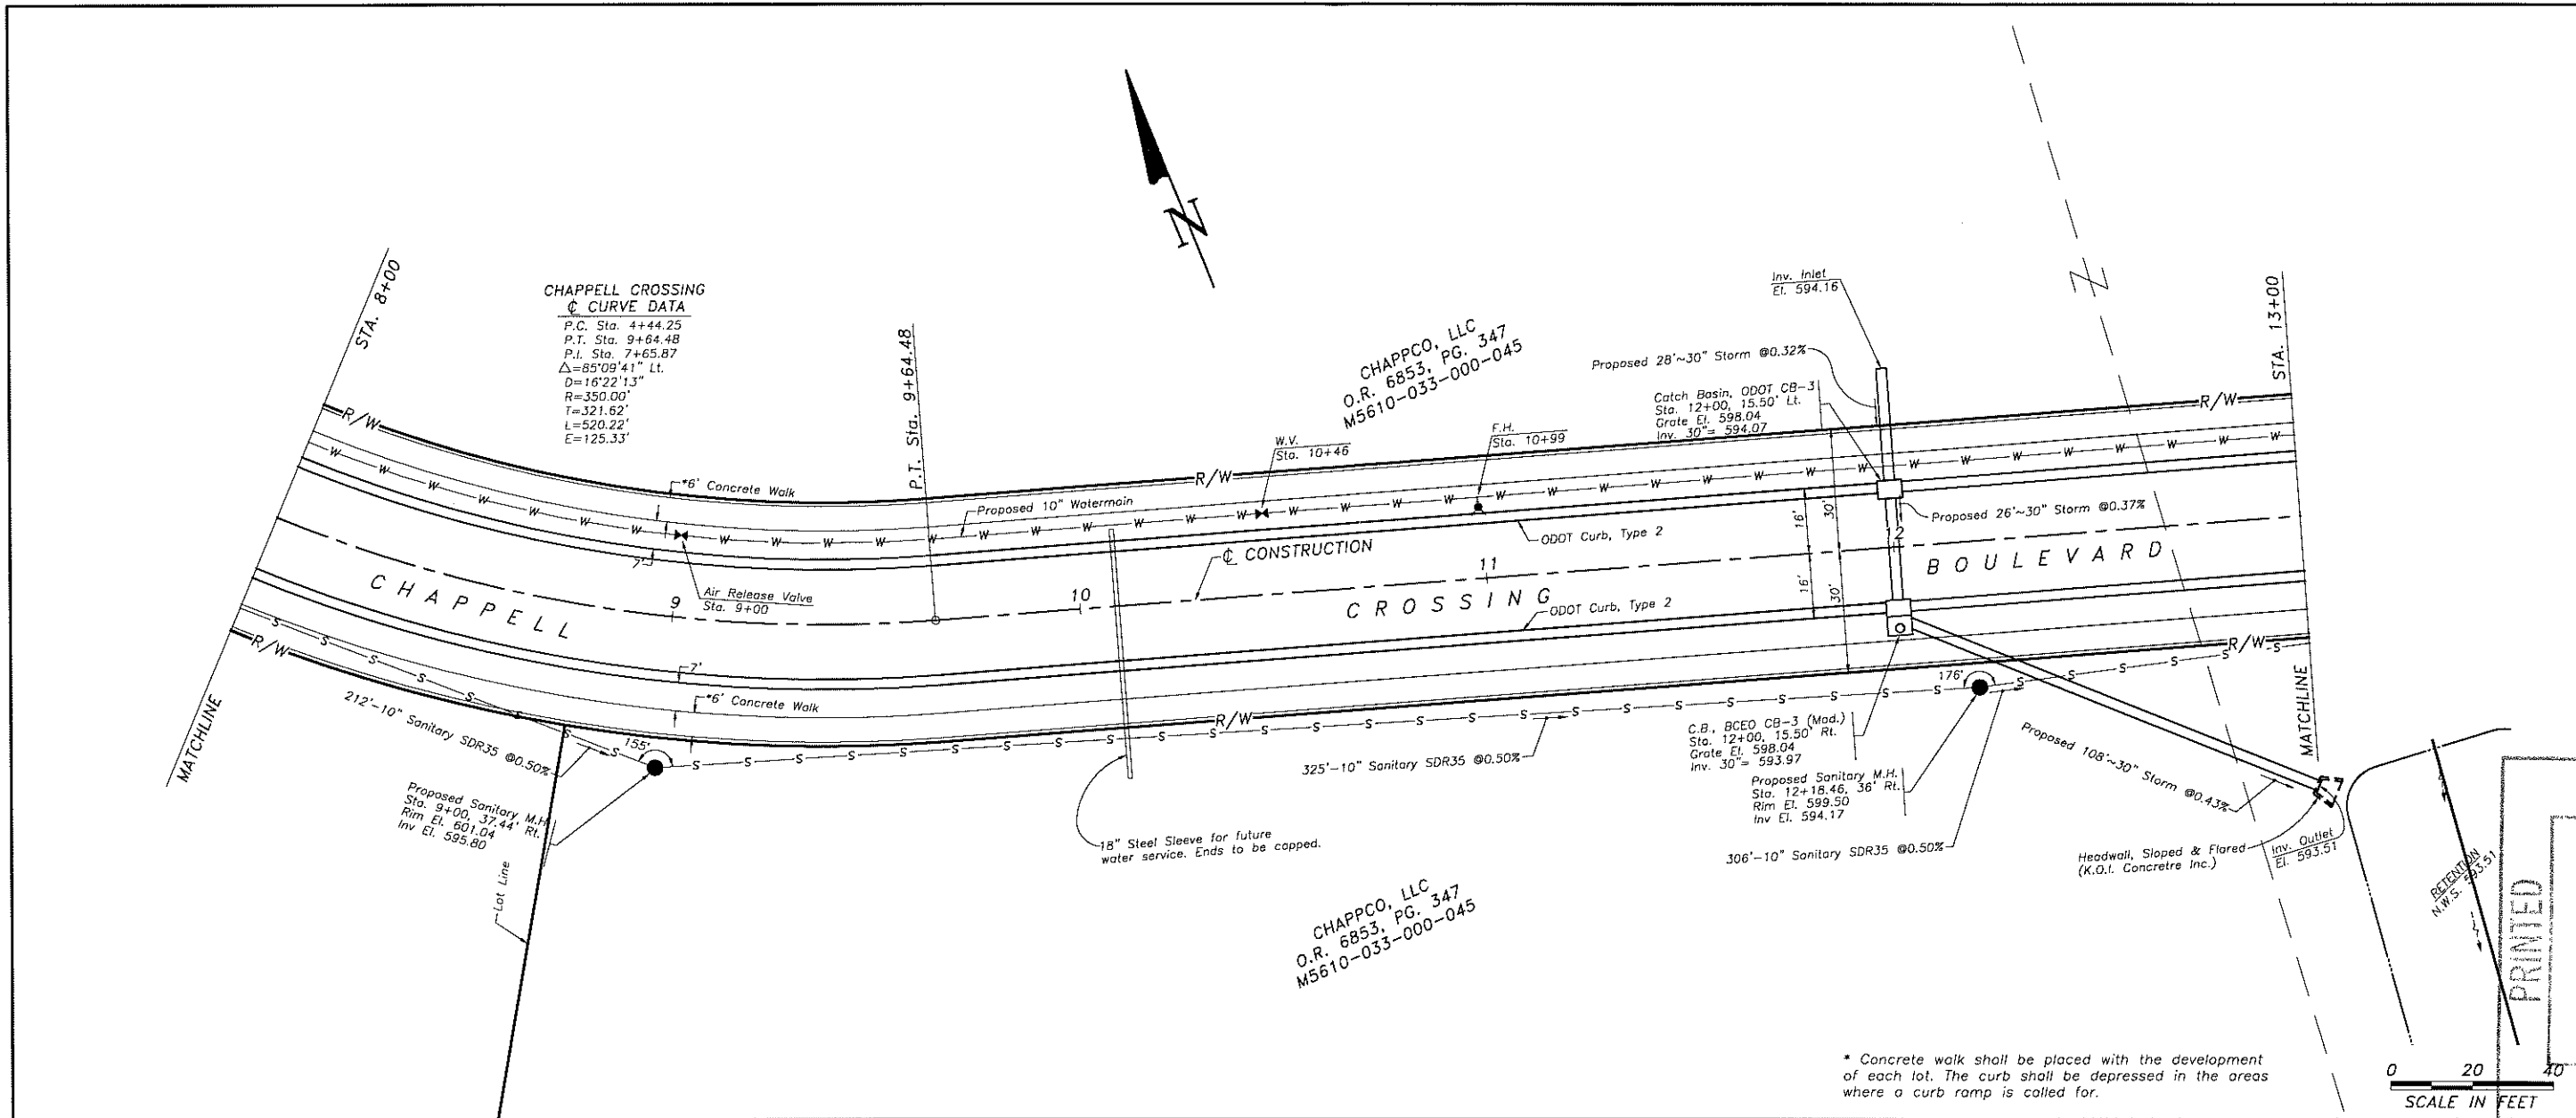 STA. 8+00
CHAPPELL CROSSING
℄ CURVE DATA
P.C. Sta. 4+44.25
P.T. Sta. 9+64.48
P.I. Sta. 7+65.87
△=85°09'41" Lt.
D=16°22'13"
R=350.00'
T=321.62'
L=520.22'
E=125.33'
P.T. Sta. 9+64.48
N
CHAPPCO, LLC
O.R. 6853, PG. 347
M5610-033-000-045
Inv. Inlet
El. 594.16
Proposed 28'~30" Storm @0.32%
Catch Basin, ODOT CB-3
Sta. 12+00, 15.50' Lt.
Grate El. 598.04
Inv. 30"= 594.07
Z
STA. 13+00
R/W
R/W
R/W
*6' Concrete Walk
Proposed 10" Watermain
W.V.
Sta. 10+46
F.H.
Sta. 10+99
W W W W W W W W W W W W W W W W W W W W W W W W W W W W W W W W W W W W W W
7'
Air Release Valve
Sta. 9+00
℄ CONSTRUCTION
ODOT Curb, Type 2
16'
30'
16'
30'
Proposed 26'~30" Storm @0.37%
9
10
11
12
CHAPPELL
CROSSING
BOULEVARD
ODOT Curb, Type 2
7'
*6' Concrete Walk
R/W
R/W
R/W
MATCHLINE
212'-10" Sanitary SDR35 @0.50%
155°
S S S S S S S S S S S S S S S S S S S S S S S S S S S S S S S S S S S S S S
Proposed Sanitary M.H.
Sta. 9+00, 37.44' Rt.
Rim El. 601.04
Inv El. 595.80
Lot Line
18" Steel Sleeve for future
water service. Ends to be capped.
325'-10" Sanitary SDR35 @0.50%
C.B., BCEO CB-3 (Mod.)
Sta. 12+00, 15.50' Rt.
Grate El. 598.04
Inv. 30"= 593.97
176°
Proposed Sanitary M.H.
Sta. 12+18.46, 36' Rt.
Rim El. 599.50
Inv El. 594.17
306'-10" Sanitary SDR35 @0.50%
Proposed 108'~30" Storm @0.43%
MATCHLINE
Headwall, Sloped & Flared
(K.O.I. Concretre Inc.)
Inv. Outlet
El. 593.51
RETENTION
N.W.S. 593.51
PRINTED
CHAPPCO, LLC
O.R. 6853, PG. 347
M5610-033-000-045
* Concrete walk shall be placed with the development
of each lot. The curb shall be depressed in the areas
where a curb ramp is called for.
0 20 40
SCALE IN FEET